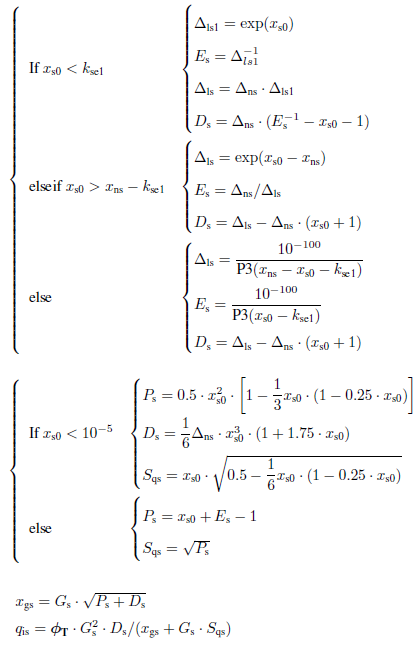 If x_s0 < k_se1
Δ_ls1 = exp(x_s0)
E_s = Δ_ls1^−1
Δ_ls = Δ_ns · Δ_ls1
D_s = Δ_ns · (E_s^−1 − x_s0 − 1)
elseif x_s0 > x_ns − k_se1
Δ_ls = exp(x_s0 − x_ns)
E_s = Δ_ns/Δ_ls
D_s = Δ_ls − Δ_ns · (x_s0 + 1)
else
Δ_ls = 10^−100 / P3(x_ns − x_s0 − k_se1)
E_s = 10^−100 / P3(x_s0 − k_se1)
D_s = Δ_ls − Δ_ns · (x_s0 + 1)
If x_s0 < 10^−5
P_s = 0.5 · x_s0^2 · [1 − 1/3 x_s0 · (1 − 0.25 · x_s0)]
D_s = 1/6 Δ_ns · x_s0^3 · (1 + 1.75 · x_s0)
S_qs = x_s0 · √(0.5 − 1/6 x_s0 · (1 − 0.25 · x_s0))
else
P_s = x_s0 + E_s − 1
S_qs = √P_s
x_gs = G_s · √(P_s + D_s)
q_is = ϕ_T · G_s^2 · D_s/(x_gs + G_s · S_qs)